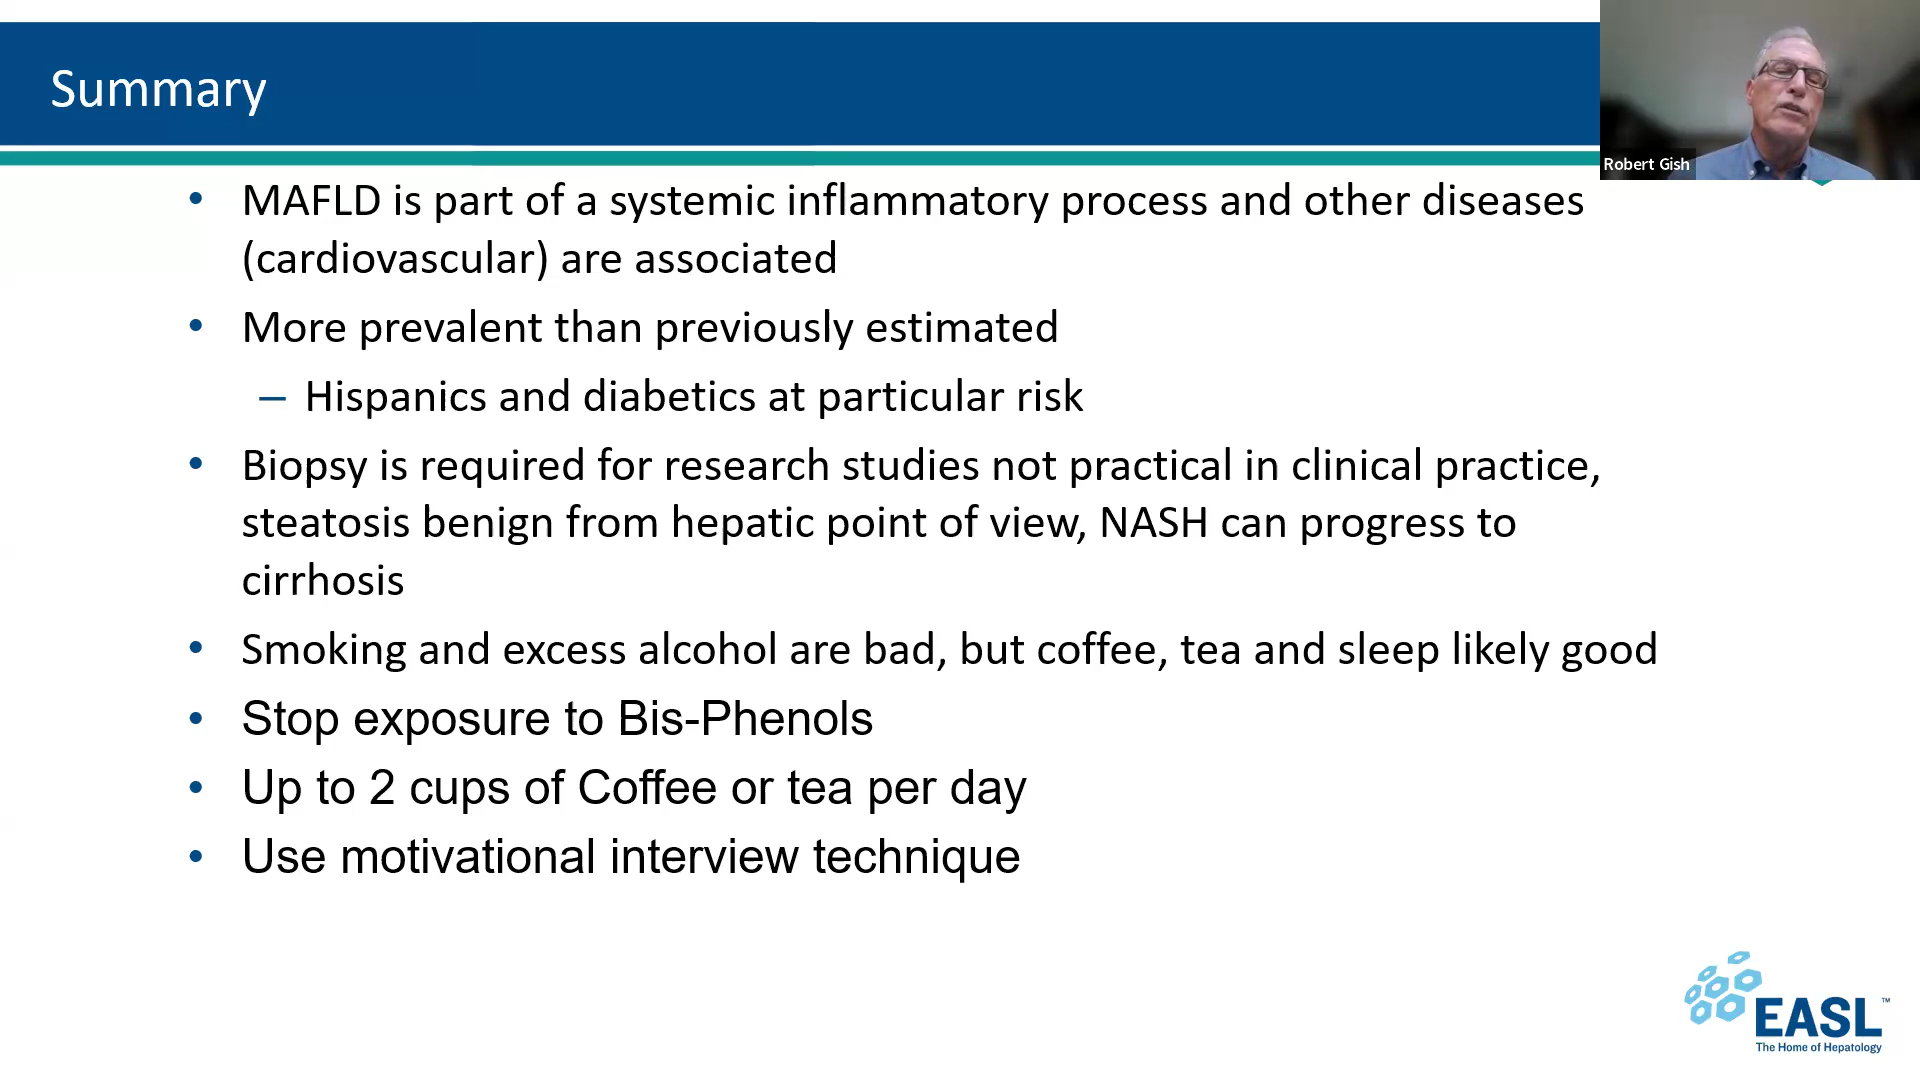 Summary
Robert Gish
• MAFLD is part of a systemic inflammatory process and other diseases
(cardiovascular) are associated
• More prevalent than previously estimated
– Hispanics and diabetics at particular risk
• Biopsy is required for research studies not practical in clinical practice,
steatosis benign from hepatic point of view, NASH can progress to
cirrhosis
• Smoking and excess alcohol are bad, but coffee, tea and sleep likely good
• Stop exposure to Bis-Phenols
• Up to 2 cups of Coffee or tea per day
• Use motivational interview technique
EASL™
The Home of Hepatology